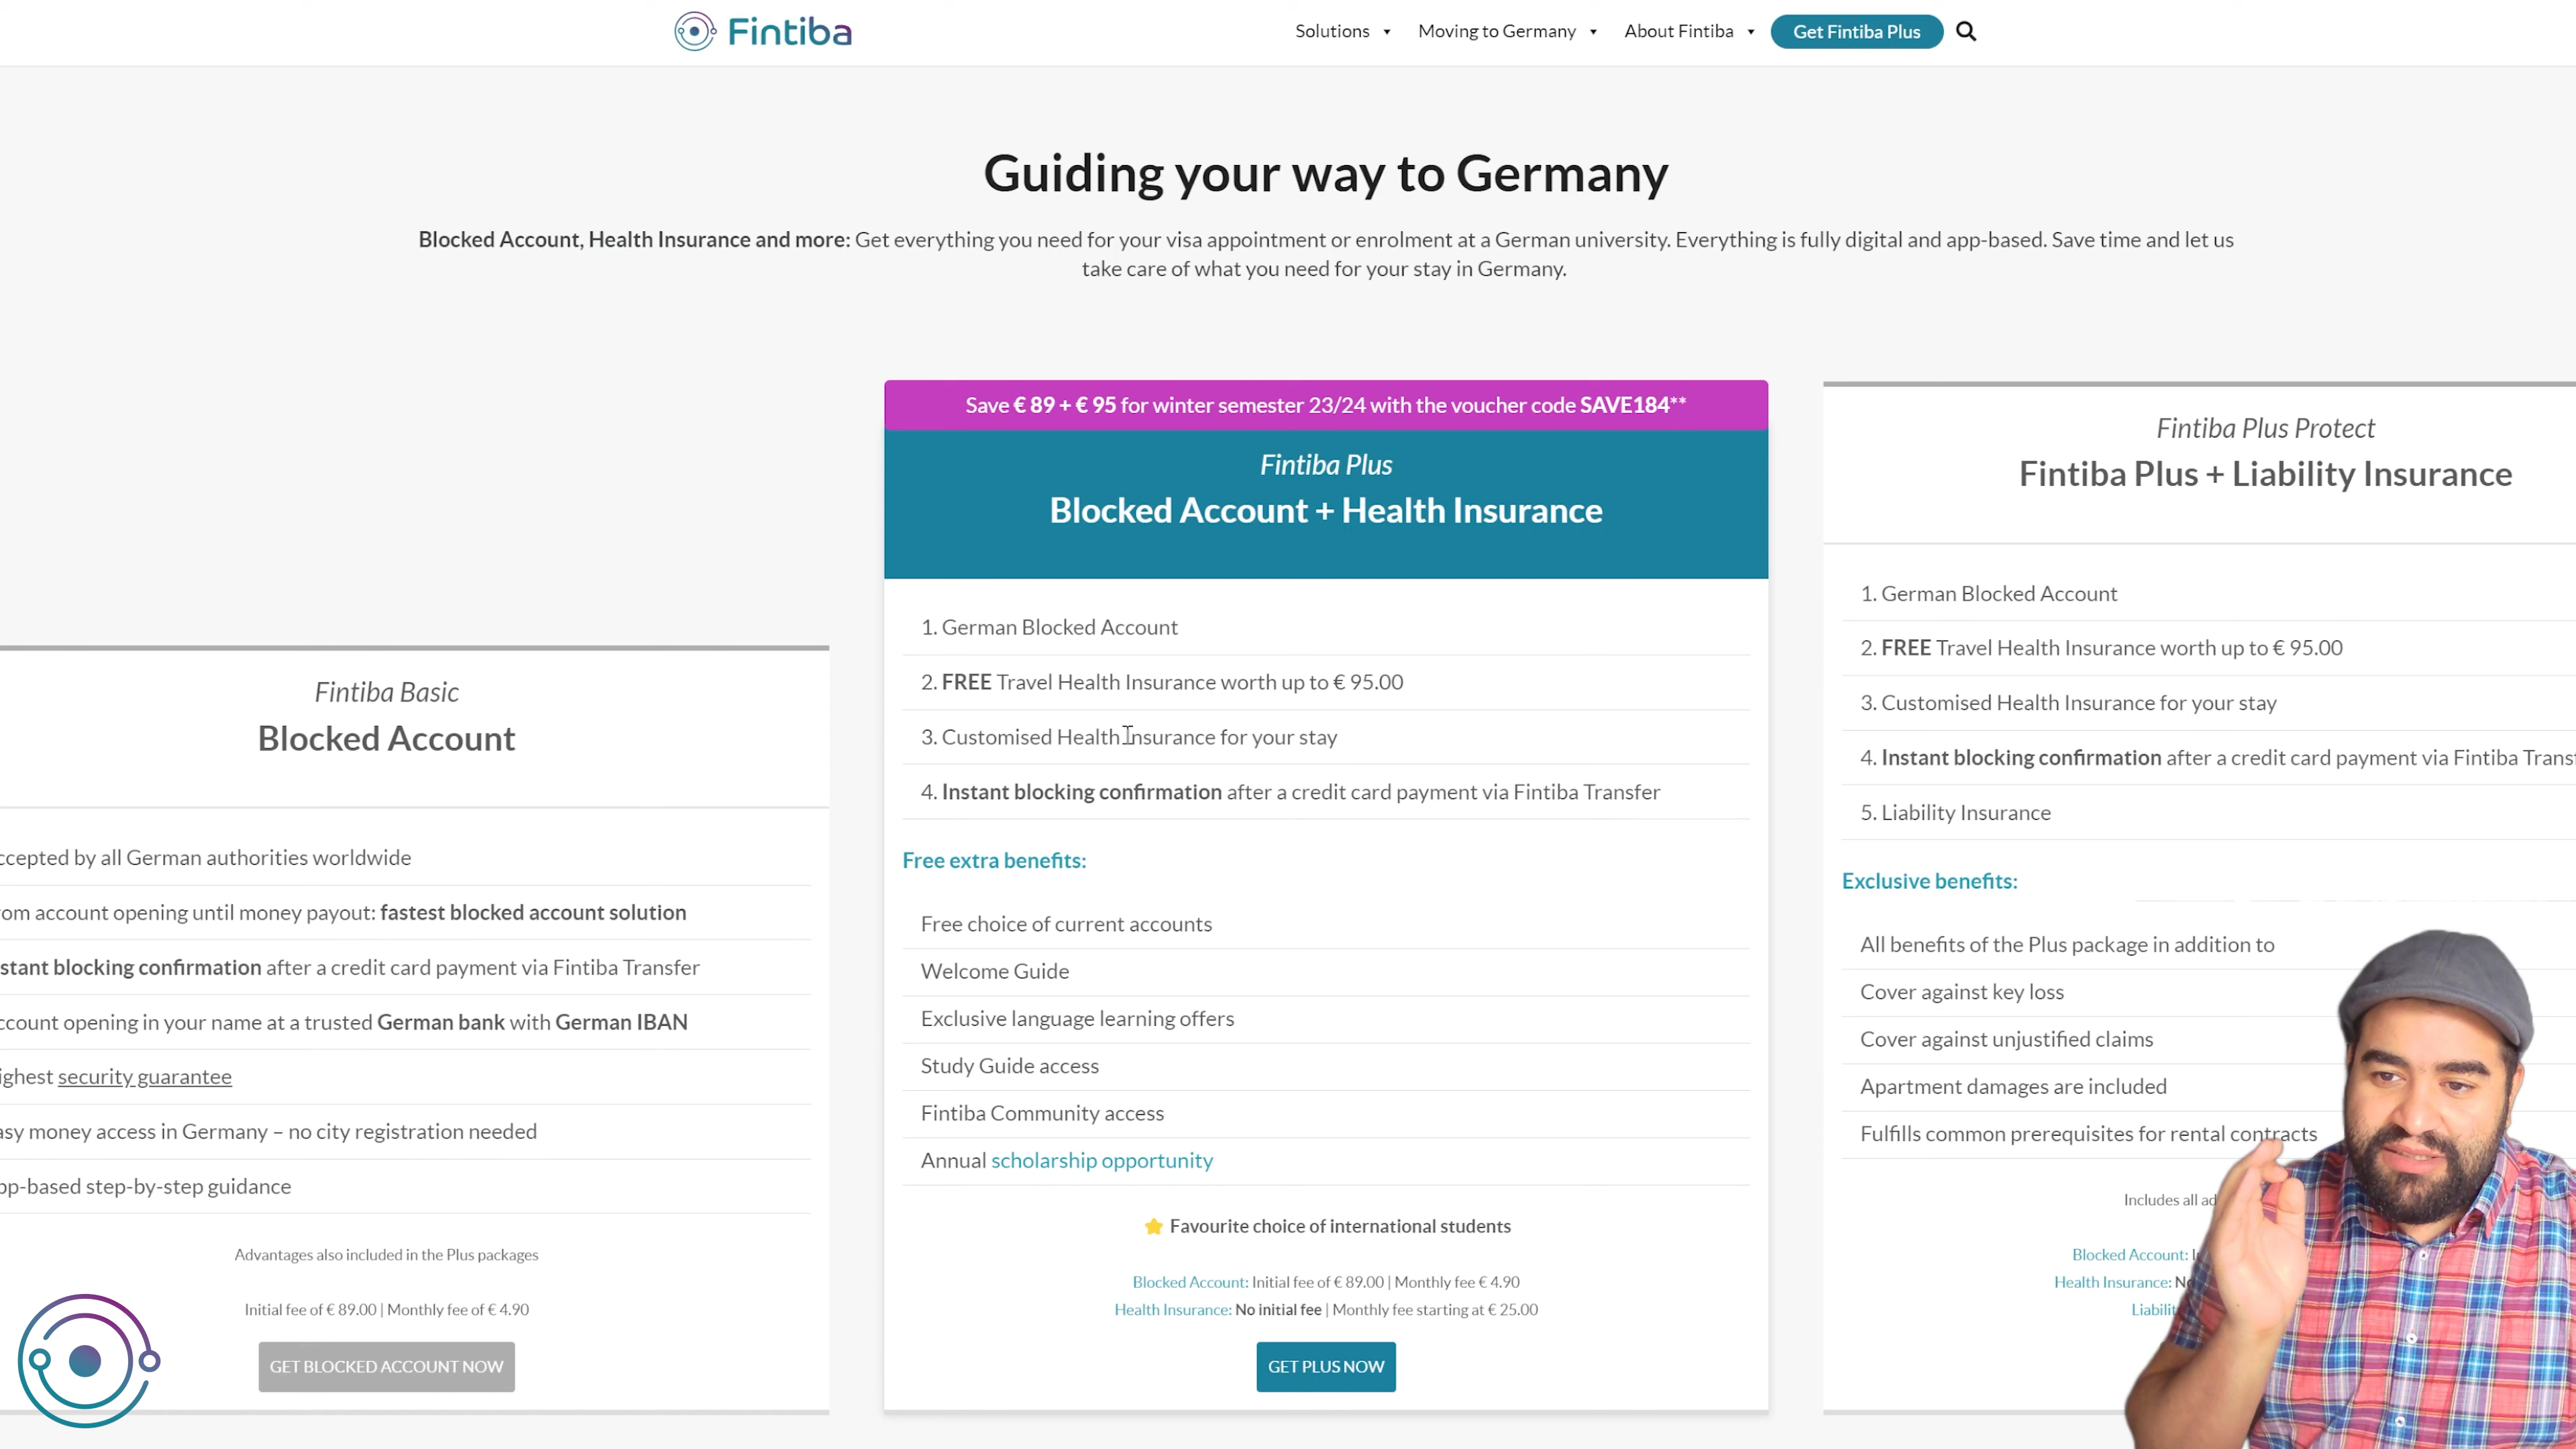 Fintiba
Solutions
Moving to Germany
About Fintiba
Get Fintiba Plus
Guiding your way to Germany
Blocked Account, Health Insurance and more: Get everything you need for your visa appointment or enrolment at a German university. Everything is fully digital and app-based. Save time and let us
take care of what you need for your stay in Germany.
Fintiba Basic
Blocked Account
ccepted by all German authorities worldwide
rom account opening until money payout: fastest blocked account solution
stant blocking confirmation after a credit card payment via Fintiba Transfer
ccount opening in your name at a trusted German bank with German IBAN
ighest security guarantee
asy money access in Germany – no city registration needed
pp-based step-by-step guidance
Advantages also included in the Plus packages
Initial fee of € 89.00 | Monthly fee of € 4.90
GET BLOCKED ACCOUNT NOW
Save € 89 + € 95 for winter semester 23/24 with the voucher code SAVE184**
Fintiba Plus
Blocked Account + Health Insurance
1. German Blocked Account
2. FREE Travel Health Insurance worth up to € 95.00
3. Customised Health Insurance for your stay
4. Instant blocking confirmation after a credit card payment via Fintiba Transfer
Free extra benefits:
Free choice of current accounts
Welcome Guide
Exclusive language learning offers
Study Guide access
Fintiba Community access
Annual scholarship opportunity
Favourite choice of international students
Blocked Account: Initial fee of € 89.00 | Monthly fee € 4.90
Health Insurance: No initial fee | Monthly fee starting at € 25.00
GET PLUS NOW
Fintiba Plus Protect
Fintiba Plus + Liability Insurance
1. German Blocked Account
2. FREE Travel Health Insurance worth up to € 95.00
3. Customised Health Insurance for your stay
4. Instant blocking confirmation after a credit card payment via Fintiba Trans
5. Liability Insurance
Exclusive benefits:
All benefits of the Plus package in addition to
Cover against key loss
Cover against unjustified claims
Apartment damages are included
Fulfills common prerequisites for rental contracts
Includes all ad
Blocked Account:
Health Insurance: No
Liabilit